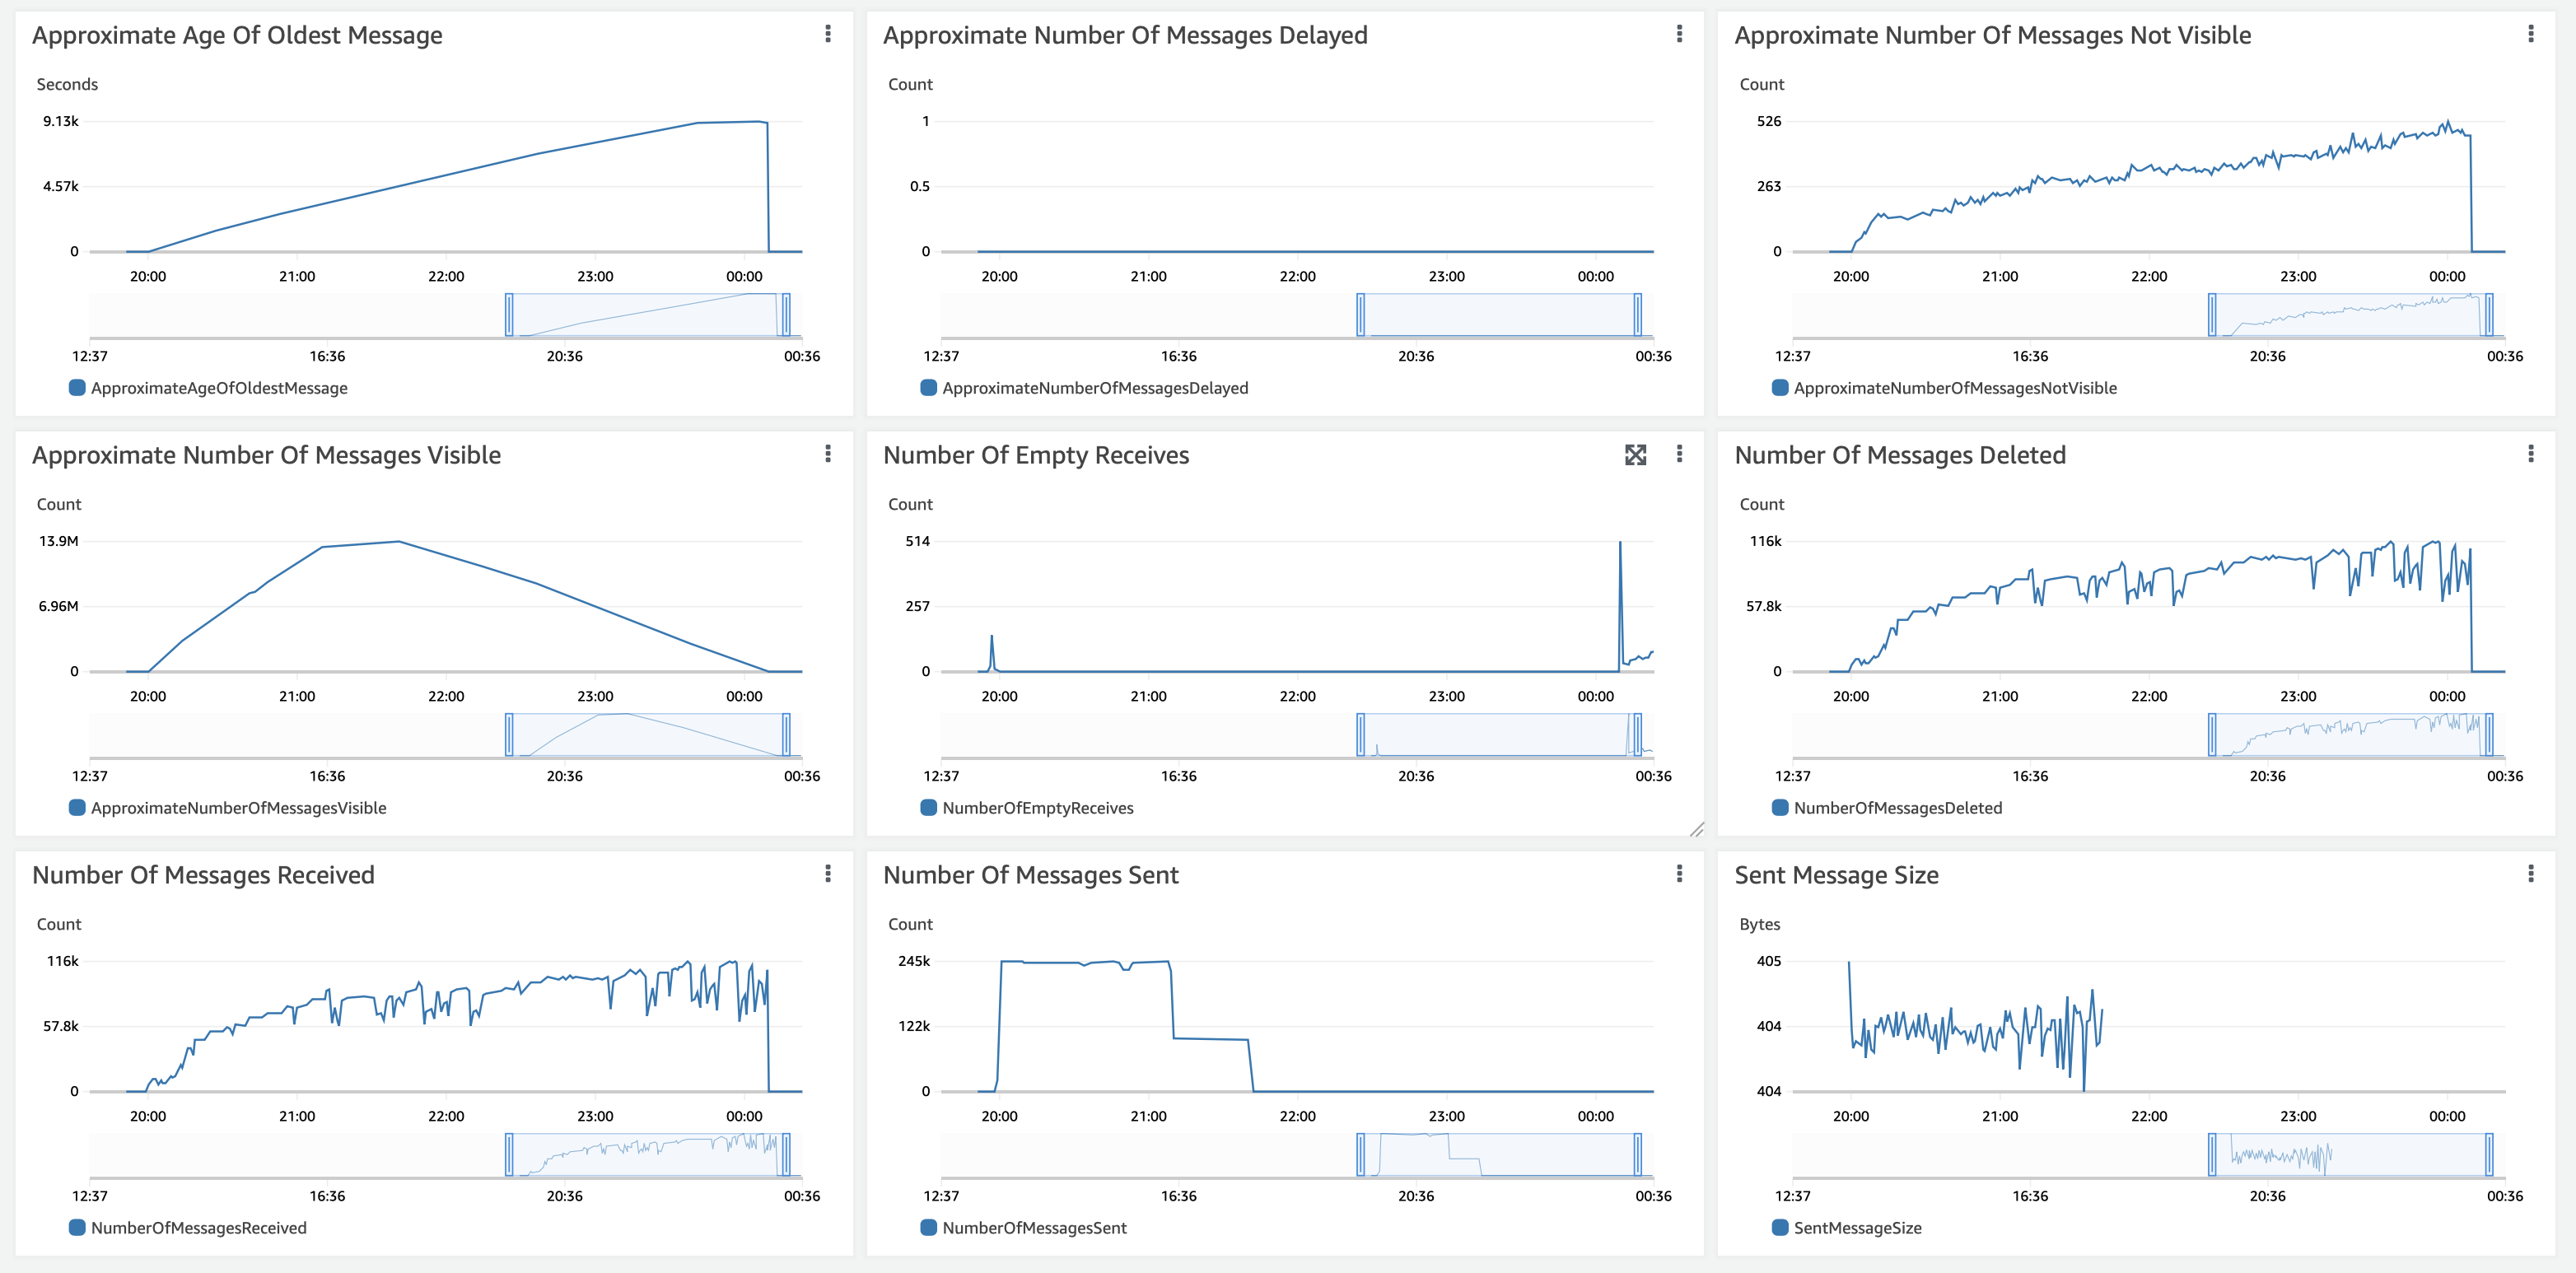 Approximate Age Of Oldest Message
Seconds
9.13k
4.57k
0
20:00 21:00 22:00 23:00 00:00
12:37 16:36 20:36 00:36
ApproximateAgeOfOldestMessage
Approximate Number Of Messages Delayed
Count
1
0.5
0
20:00 21:00 22:00 23:00 00:00
12:37 16:36 20:36 00:36
ApproximateNumberOfMessagesDelayed
Approximate Number Of Messages Not Visible
Count
526
263
0
20:00 21:00 22:00 23:00 00:00
12:37 16:36 20:36 00:36
ApproximateNumberOfMessagesNotVisible
Approximate Number Of Messages Visible
Count
13.9M
6.96M
0
20:00 21:00 22:00 23:00 00:00
12:37 16:36 20:36 00:36
ApproximateNumberOfMessagesVisible
Number Of Empty Receives
Count
514
257
0
20:00 21:00 22:00 23:00 00:00
12:37 16:36 20:36 00:36
NumberOfEmptyReceives
Number Of Messages Deleted
Count
116k
57.8k
0
20:00 21:00 22:00 23:00 00:00
12:37 16:36 20:36 00:36
NumberOfMessagesDeleted
Number Of Messages Received
Count
116k
57.8k
0
20:00 21:00 22:00 23:00 00:00
12:37 16:36 20:36 00:36
NumberOfMessagesReceived
Number Of Messages Sent
Count
245k
122k
0
20:00 21:00 22:00 23:00 00:00
12:37 16:36 20:36 00:36
NumberOfMessagesSent
Sent Message Size
Bytes
405
404
404
20:00 21:00 22:00 23:00 00:00
12:37 16:36 20:36 00:36
SentMessageSize